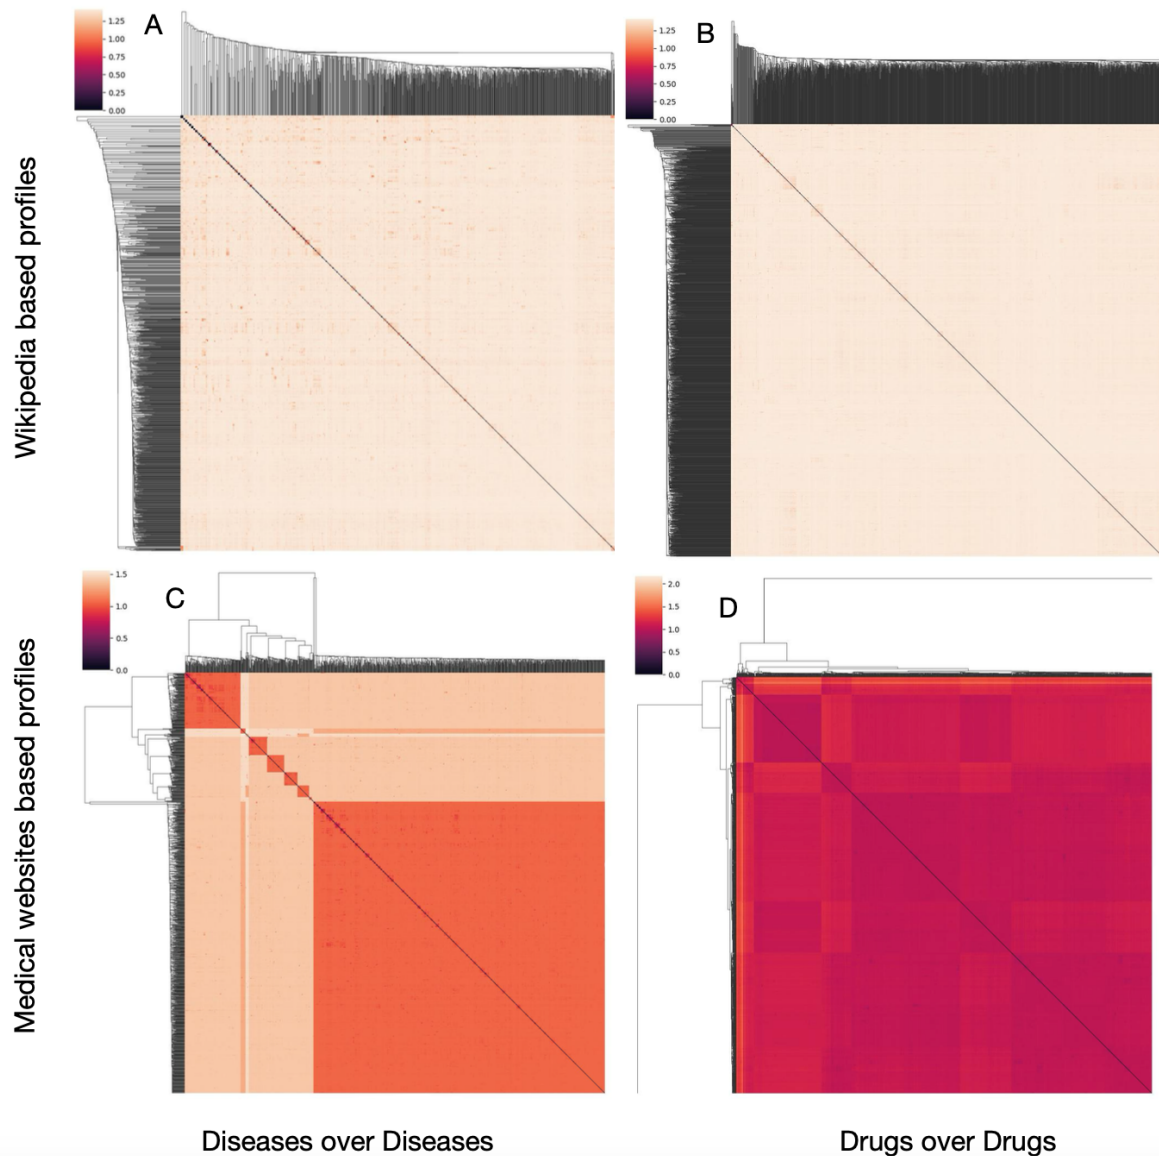 A
1.25
1.00
0.75
0.50
0.25
0.00
B
1.25
1.00
0.75
0.50
0.25
0.00
Wikipedia based profiles
C
1.5
1.0
0.5
0.0
D
2.0
1.5
1.0
0.5
0.0
Medical websites based profiles
Diseases over Diseases
Drugs over Drugs